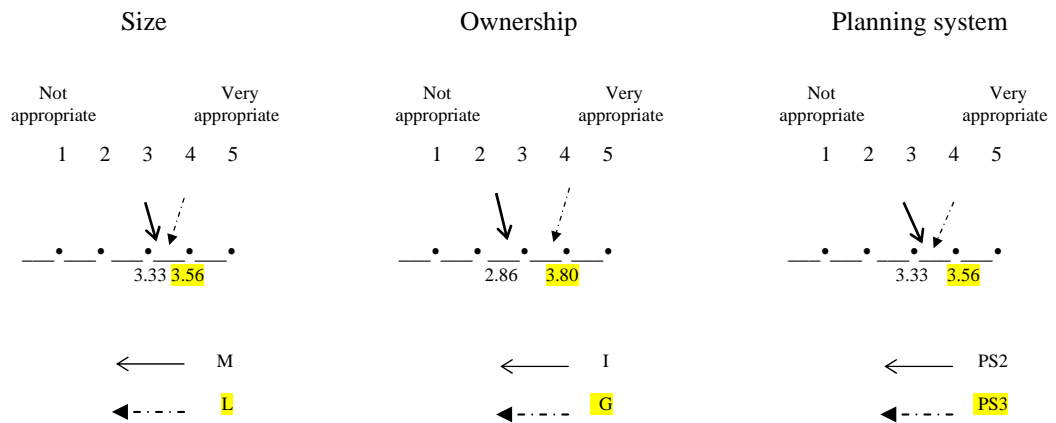 Size Ownership Planning system
Not Very Not Very Not Very
appropriate appropriate appropriate appropriate appropriate appropriate
1 2 3 4 5 1 2 3 4 5 1 2 3 4 5
3.33 3.56 2.86 3.80 3.33 3.56
M I PS2
L G PS3